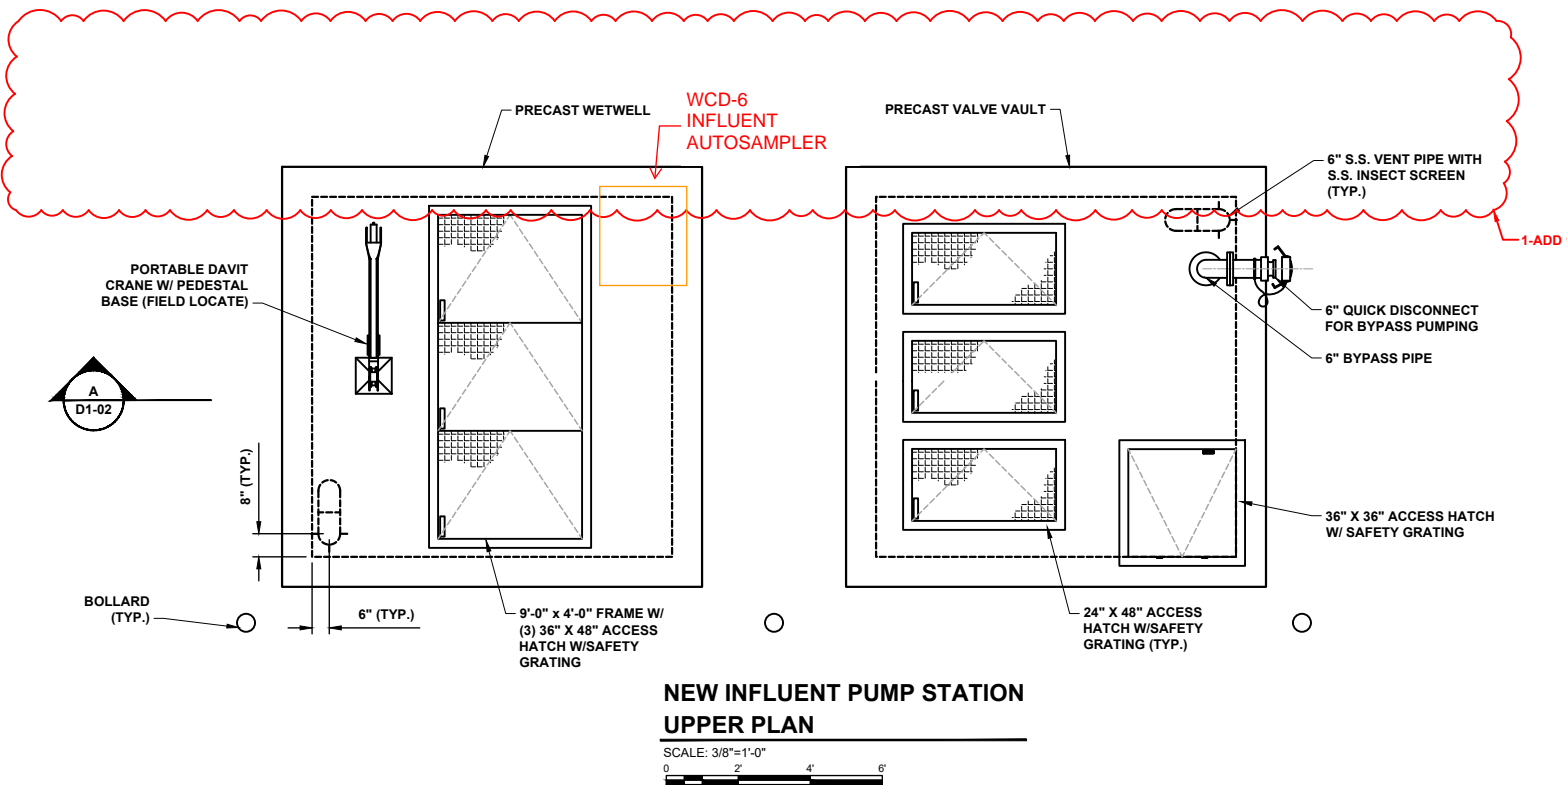 PRECAST WETWELL
WCD-6
INFLUENT
AUTOSAMPLER
PRECAST VALVE VAULT
6" S.S. VENT PIPE WITH
S.S. INSECT SCREEN
(TYP.)
1-ADD
PORTABLE DAVIT
CRANE W/ PEDESTAL
BASE (FIELD LOCATE)
6" QUICK DISCONNECT
FOR BYPASS PUMPING
6" BYPASS PIPE
A
D1-02
8" (TYP.)
36" X 36" ACCESS HATCH
W/ SAFETY GRATING
BOLLARD
(TYP.)
6" (TYP.)
9'-0" x 4'-0" FRAME W/
(3) 36" X 48" ACCESS
HATCH W/SAFETY
GRATING
24" X 48" ACCESS
HATCH W/SAFETY
GRATING (TYP.)
NEW INFLUENT PUMP STATION
UPPER PLAN
SCALE: 3/8"=1'-0"
0 2' 4' 6'